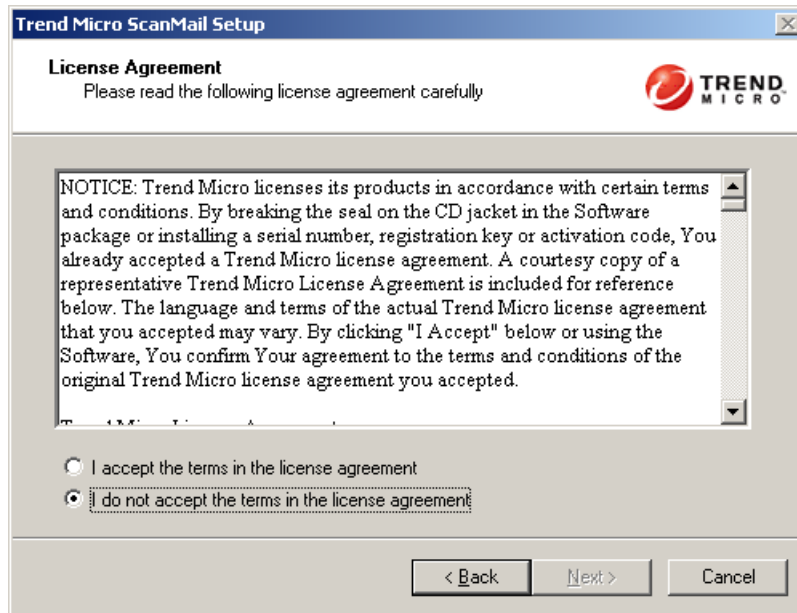 Trend Micro ScanMail Setup
License Agreement
Please read the following license agreement carefully
TREND
MICRO
NOTICE: Trend Micro licenses its products in accordance with certain terms
and conditions. By breaking the seal on the CD jacket in the Software
package or installing a serial number, registration key or activation code, You
already accepted a Trend Micro license agreement. A courtesy copy of a
representative Trend Micro License Agreement is included for reference
below. The language and terms of the actual Trend Micro license agreement
that you accepted may vary. By clicking "I Accept" below or using the
Software, You confirm Your agreement to the terms and conditions of the
original Trend Micro license agreement you accepted.
I accept the terms in the license agreement
I do not accept the terms in the license agreement
< Back
Next >
Cancel